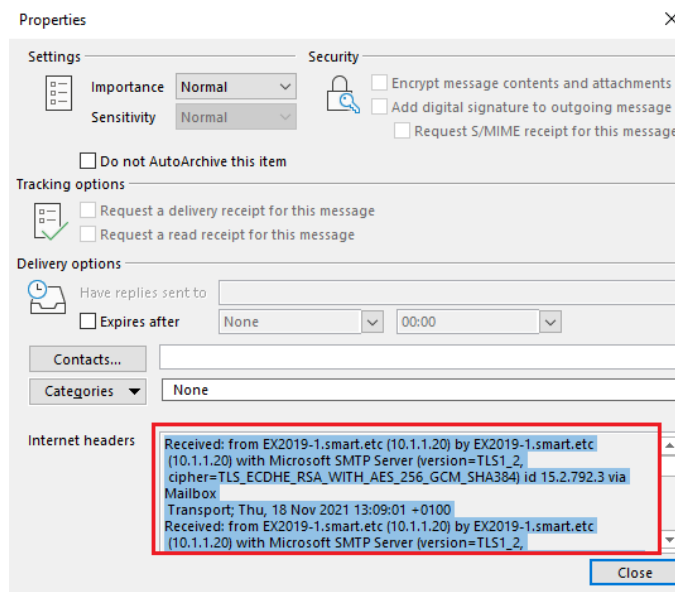 Properties
Settings
Security
Importance Normal
Encrypt message contents and attachments
Sensitivity Normal
Add digital signature to outgoing message
Request S/MIME receipt for this message
Do not AutoArchive this item
Tracking options
Request a delivery receipt for this message
Request a read receipt for this message
Delivery options
Have replies sent to
Expires after None 00:00
Contacts...
Categories None
Internet headers
Received: from EX2019-1.smart.etc (10.1.1.20) by EX2019-1.smart.etc
(10.1.1.20) with Microsoft SMTP Server (version=TLS1_2,
cipher=TLS_ECDHE_RSA_WITH_AES_256_GCM_SHA384) id 15.2.792.3 via
Mailbox
Transport; Thu, 18 Nov 2021 13:09:01 +0100
Received: from EX2019-1.smart.etc (10.1.1.20) by EX2019-1.smart.etc
(10.1.1.20) with Microsoft SMTP Server (version=TLS1_2,
Close